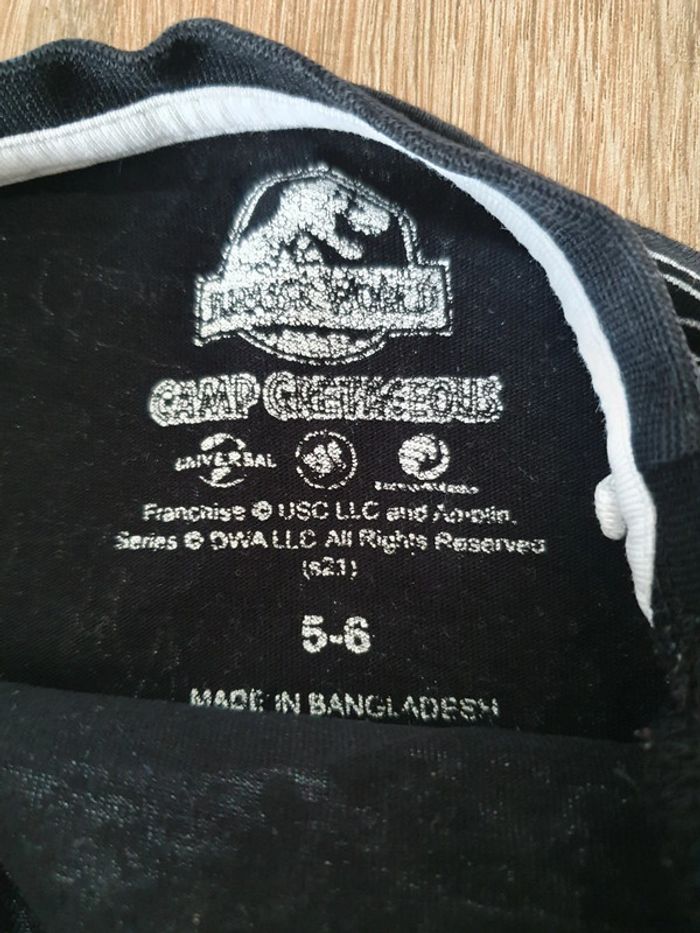 JURASSIC WORLD
CAMP CRETACEOUS
UNIVERSAL
Franchise © USC LLC and Amblin.
Series © DWA LLC All Rights Reserved
(s21)
5-6
MADE IN BANGLADESH